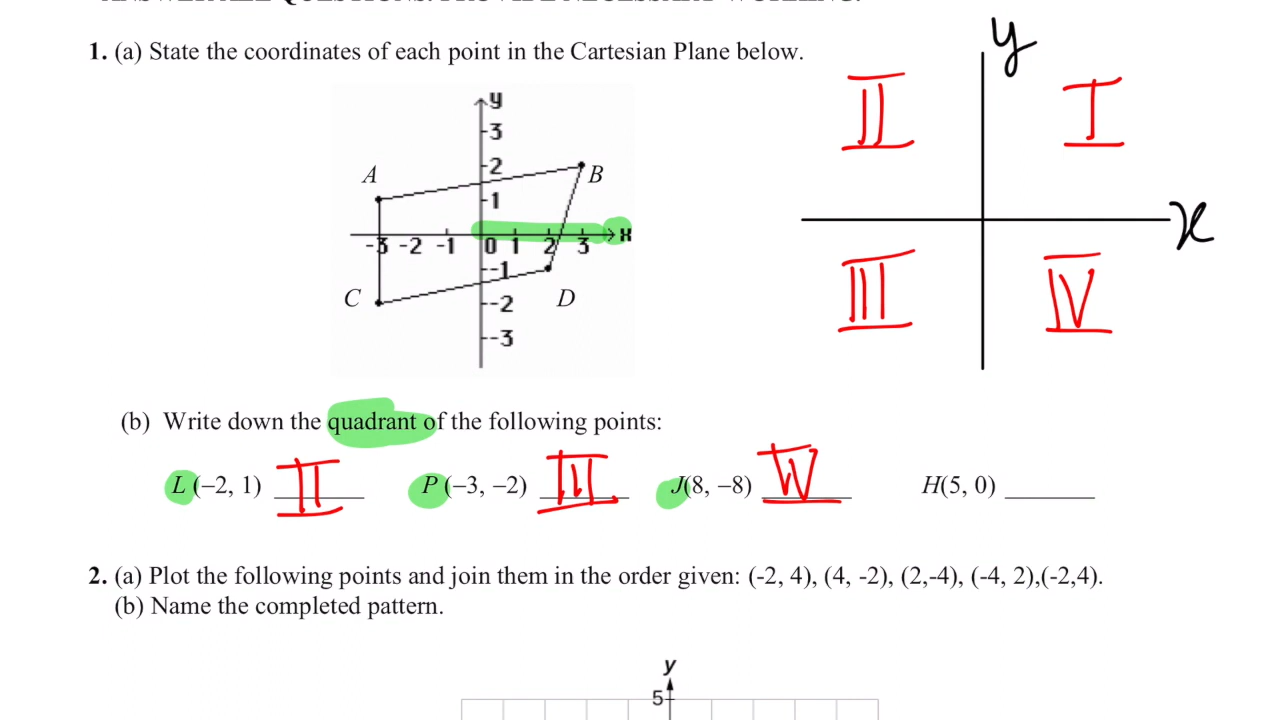 1. (a) State the coordinates of each point in the Cartesian Plane below.
y
y
3
II
I
A
2
B
1
x
x
-3 -2 -1 0 1 2 3
-1
C
D
-2
III
IV
-3
(b) Write down the quadrant of the following points:
L (–2, 1) II P (–3, –2) III J(8, –8) IV H(5, 0) ________
2. (a) Plot the following points and join them in the order given: (-2, 4), (4, -2), (2,-4), (-4, 2),(-2,4).
(b) Name the completed pattern.
y
5